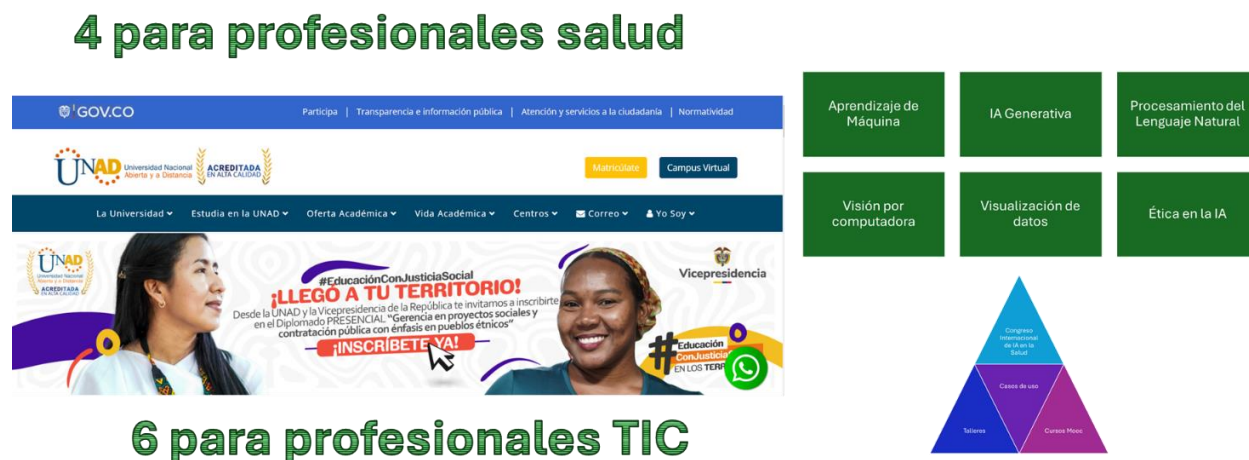 4 para profesionales salud
GOV.CO
Participa | Transparencia e información pública | Atención y servicios a la ciudadanía | Normatividad
UNAD Universidad Nacional
Abierta y a Distancia
ACREDITADA
EN ALTA CALIDAD
Matricúlate
Campus Virtual
La Universidad
Estudia en la UNAD
Oferta Académica
Vida Académica
Centros
Correo
Yo Soy
UNAD
Universidad Nacional
Abierta y a Distancia
ACREDITADA
EN ALTA CALIDAD
#EducaciónConJusticiaSocial
¡LLEGÓ A TU TERRITORIO!
Desde la UNAD y la Vicepresidencia de la República te invitamos a inscribirte
en el Diplomado PRESENCIAL "Gerencia en proyectos sociales y
contratación pública con énfasis en pueblos étnicos"
¡INSCRÍBETE YA!
Vicepresidencia
#Educación
ConJusticia
EN LOS TERR
6 para profesionales TIC
Aprendizaje de
Máquina
IA Generativa
Procesamiento del
Lenguaje Natural
Visión por
computadora
Visualización de
datos
Ética en la IA
Congreso
International
de IA en la
Salud
Casos de uso
Talleres
Cursos Mooc